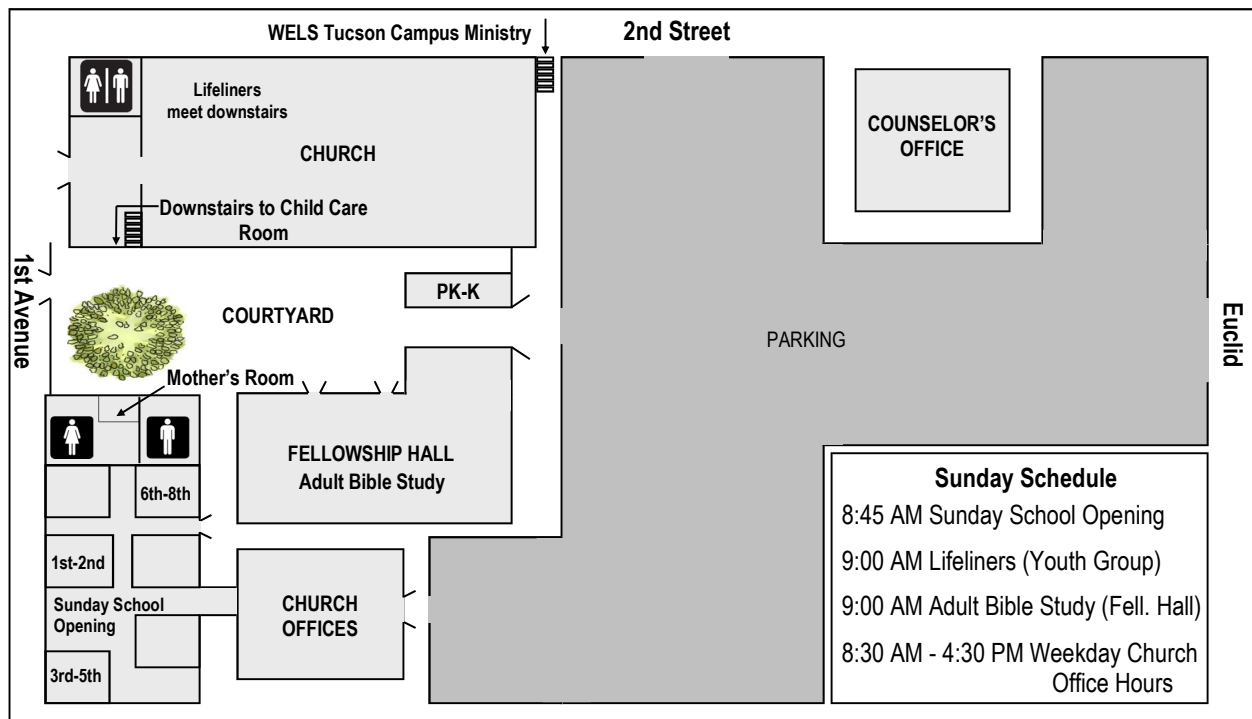 WELS Tucson Campus Ministry
2nd Street
Lifeliners
meet downstairs
CHURCH
COUNSELOR'S
OFFICE
Downstairs to Child Care
Room
1st Avenue
PK-K
COURTYARD
PARKING
Euclid
Mother's Room
FELLOWSHIP HALL
Adult Bible Study
6th-8th
1st-2nd
Sunday School
Opening
CHURCH
OFFICES
3rd-5th
Sunday Schedule
8:45 AM Sunday School Opening
9:00 AM Lifeliners (Youth Group)
9:00 AM Adult Bible Study (Fell. Hall)
8:30 AM - 4:30 PM Weekday Church
Office Hours